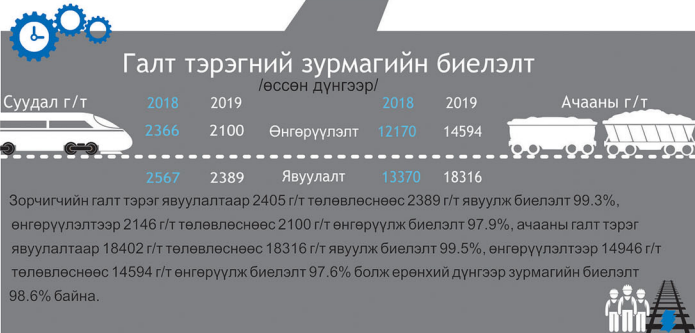 Галт тэрэгний зурмагийн биелэлт
/өссөн дүнгээр/
Суудал г/т 2018 2019 2018 2019 Ачааны г/т
2366 2100 Өнгөрүүлэлт 12170 14594
2567 2389 Явуулалт 13370 18316
Зорчигчийн галт тэрэг явуулалтаар 2405 г/т төлөвлөснөөс 2389 г/т явуулж биелэлт 99.3%,
өнгөрүүлэлтээр 2146 г/т төлөвлөснөөс 2100 г/т өнгөрүүлж биелэлт 97.9%, ачааны галт тэрэг
явуулалтаар 18402 г/т төлөвлөснөөс 18316 г/т явуулж биелэлт 99.5%, өнгөрүүлэлтээр 14946 г/т
төлөвлөснөөс 14594 г/т өнгөрүүлж биелэлт 97.6% болж ерөнхий дүнгээр зурмагийн биелэлт
98.6% байна.